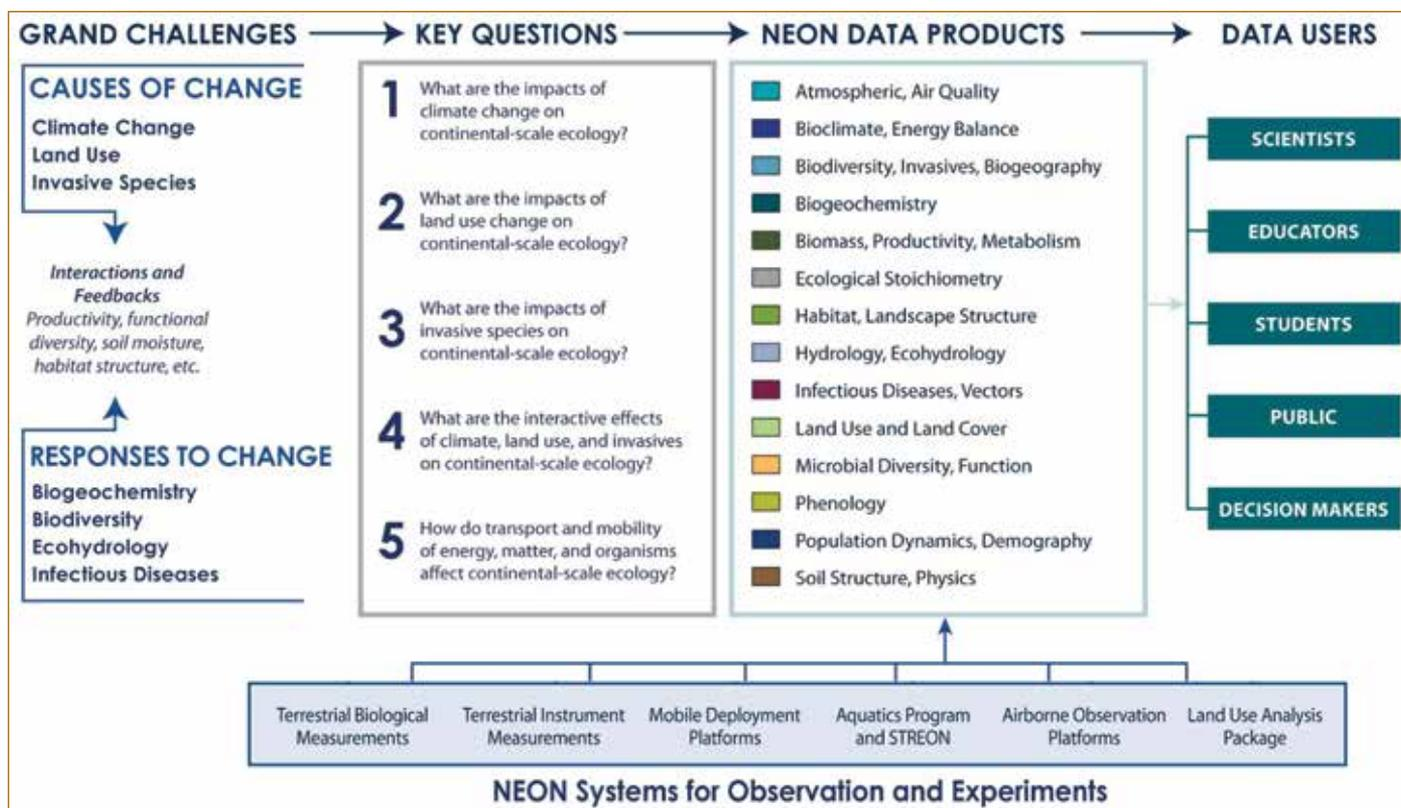 GRAND CHALLENGES
KEY QUESTIONS
NEON DATA PRODUCTS
DATA USERS
CAUSES OF CHANGE
Climate Change
Land Use
Invasive Species
Interactions and
Feedbacks
Productivity, functional
diversity, soil moisture,
habitat structure, etc.
RESPONSES TO CHANGE
Biogeochemistry
Biodiversity
Ecohydrology
Infectious Diseases
1
What are the impacts of
climate change on
continental-scale ecology?
2
What are the impacts of
land use change on
continental-scale ecology?
3
What are the impacts of
invasive species on
continental-scale ecology?
4
What are the interactive effects
of climate, land use, and invasives
on continental-scale ecology?
5
How do transport and mobility
of energy, matter, and organisms
affect continental-scale ecology?
Atmospheric, Air Quality
Bioclimate, Energy Balance
Biodiversity, Invasives, Biogeography
Biogeochemistry
Biomass, Productivity, Metabolism
Ecological Stoichiometry
Habitat, Landscape Structure
Hydrology, Ecohydrology
Infectious Diseases, Vectors
Land Use and Land Cover
Microbial Diversity, Function
Phenology
Population Dynamics, Demography
Soil Structure, Physics
SCIENTISTS
EDUCATORS
STUDENTS
PUBLIC
DECISION MAKERS
Terrestrial Biological
Measurements
Terrestrial Instrument
Measurements
Mobile Deployment
Platforms
Aquatics Program
and STREON
Airborne Observation
Platforms
Land Use Analysis
Package
NEON Systems for Observation and Experiments